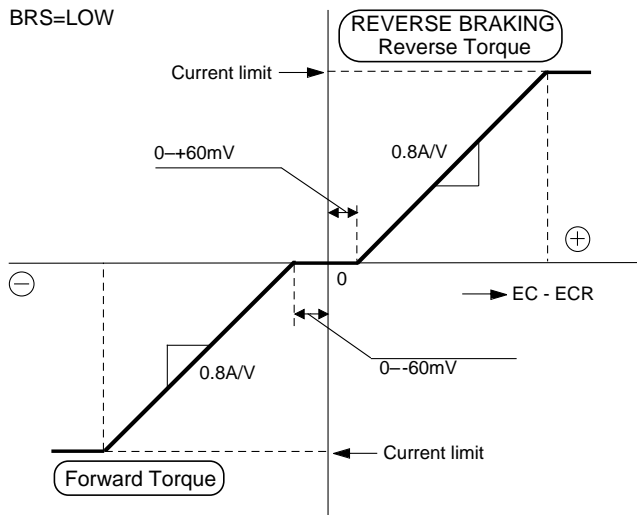 BRS=LOW
REVERSE BRAKING
Reverse Torque
Current limit
0–+60mV
0.8A/V
+
0
−
EC - ECR
0.8A/V
0–-60mV
Current limit
Forward Torque